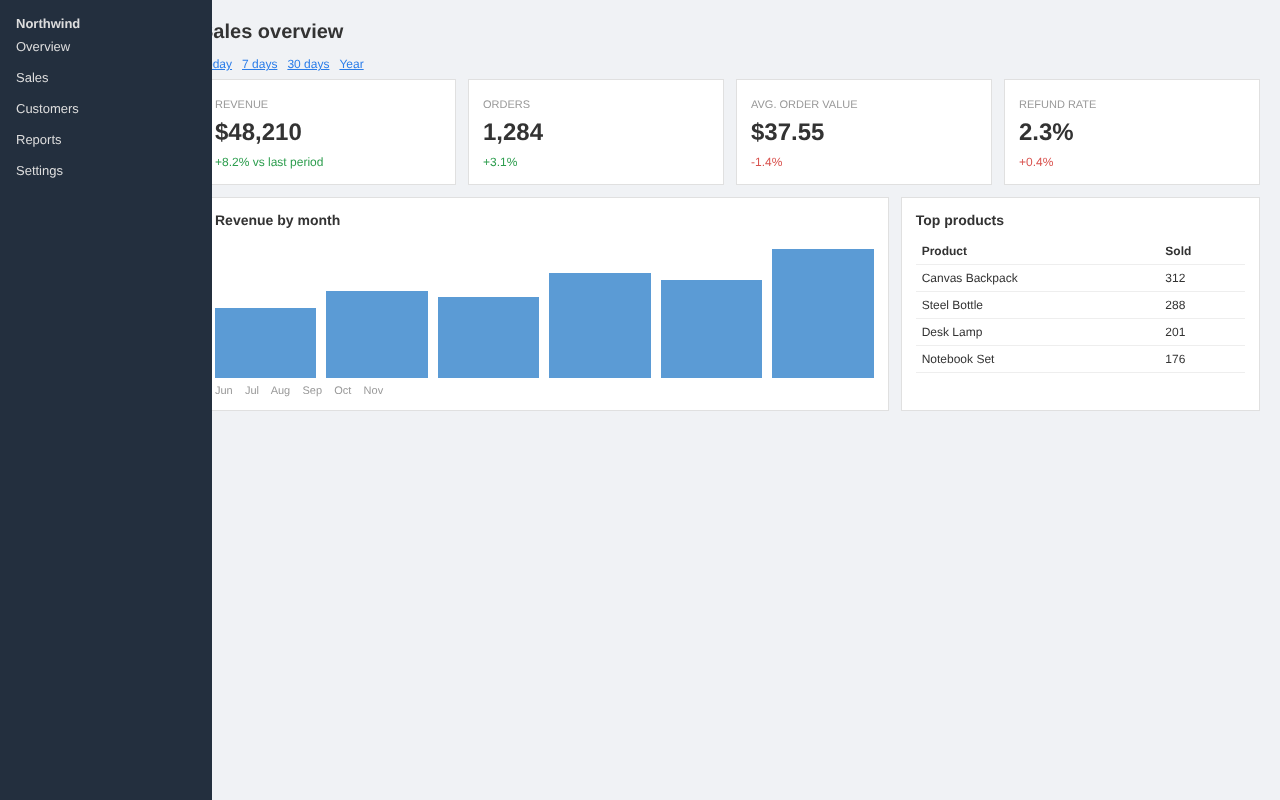 Northwind
Overview
Sales
Customers
Reports
Settings
ales overview
day 7 days 30 days Year
REVENUE
$48,210
+8.2% vs last period
ORDERS
1,284
+3.1%
AVG. ORDER VALUE
$37.55
-1.4%
REFUND RATE
2.3%
+0.4%
Revenue by month
Jun Jul Aug Sep Oct Nov
Top products
Product Sold
Canvas Backpack 312
Steel Bottle 288
Desk Lamp 201
Notebook Set 176